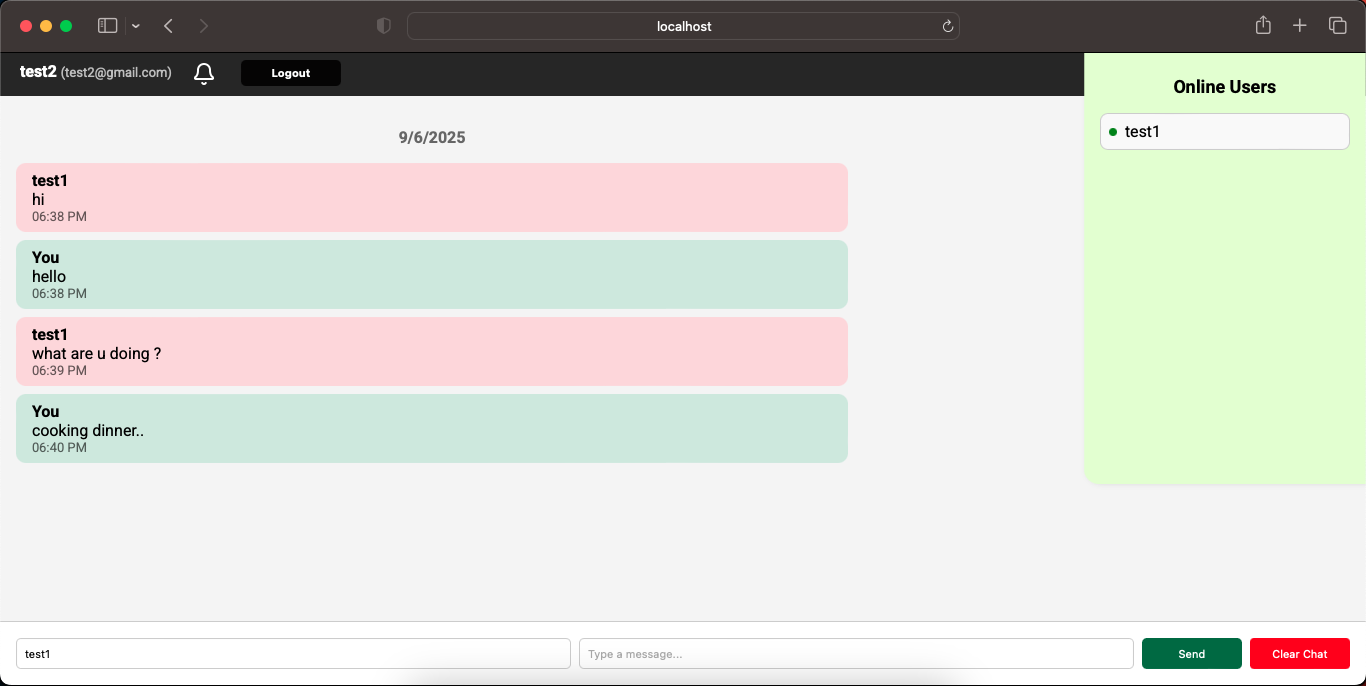 localhost
test2 (test2@gmail.com)
Logout
Online Users
test1
9/6/2025
test1
hi
06:38 PM
You
hello
06:38 PM
test1
what are u doing ?
06:39 PM
You
cooking dinner..
06:40 PM
test1
Type a message...
Send
Clear Chat